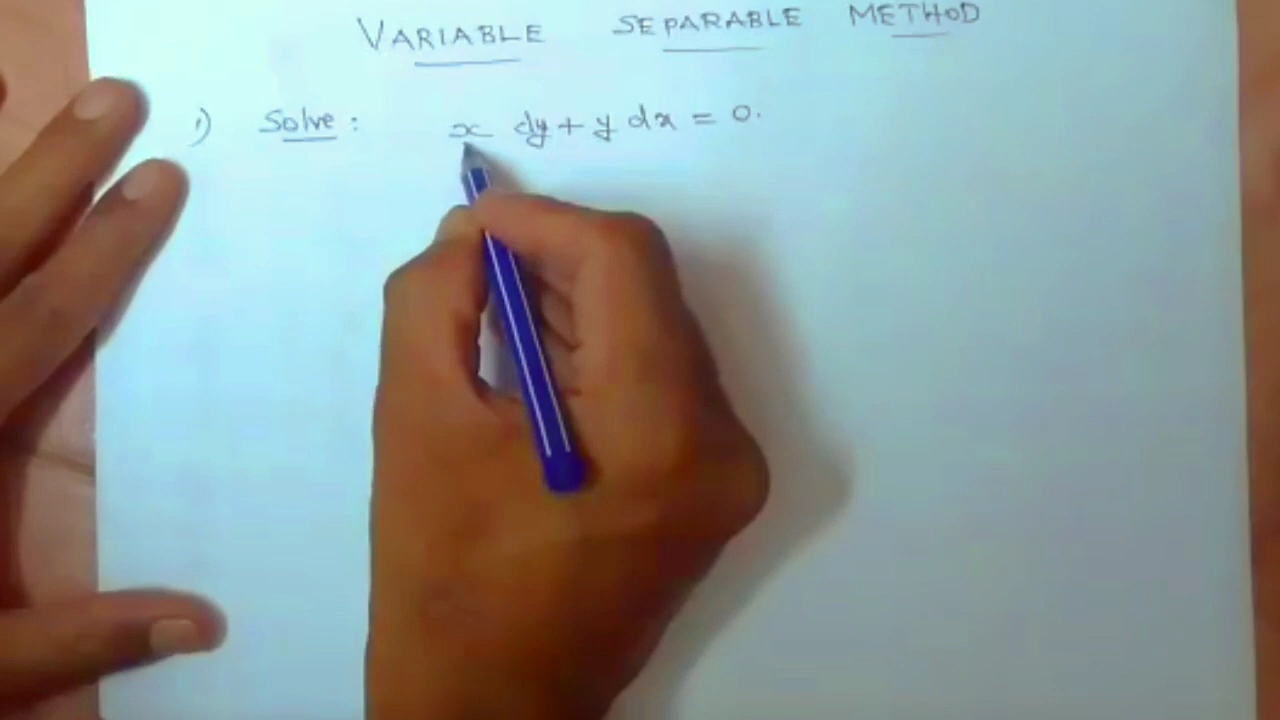 VARIABLE SEPARABLE METHOD
1) Solve: x dy + y dx = 0.